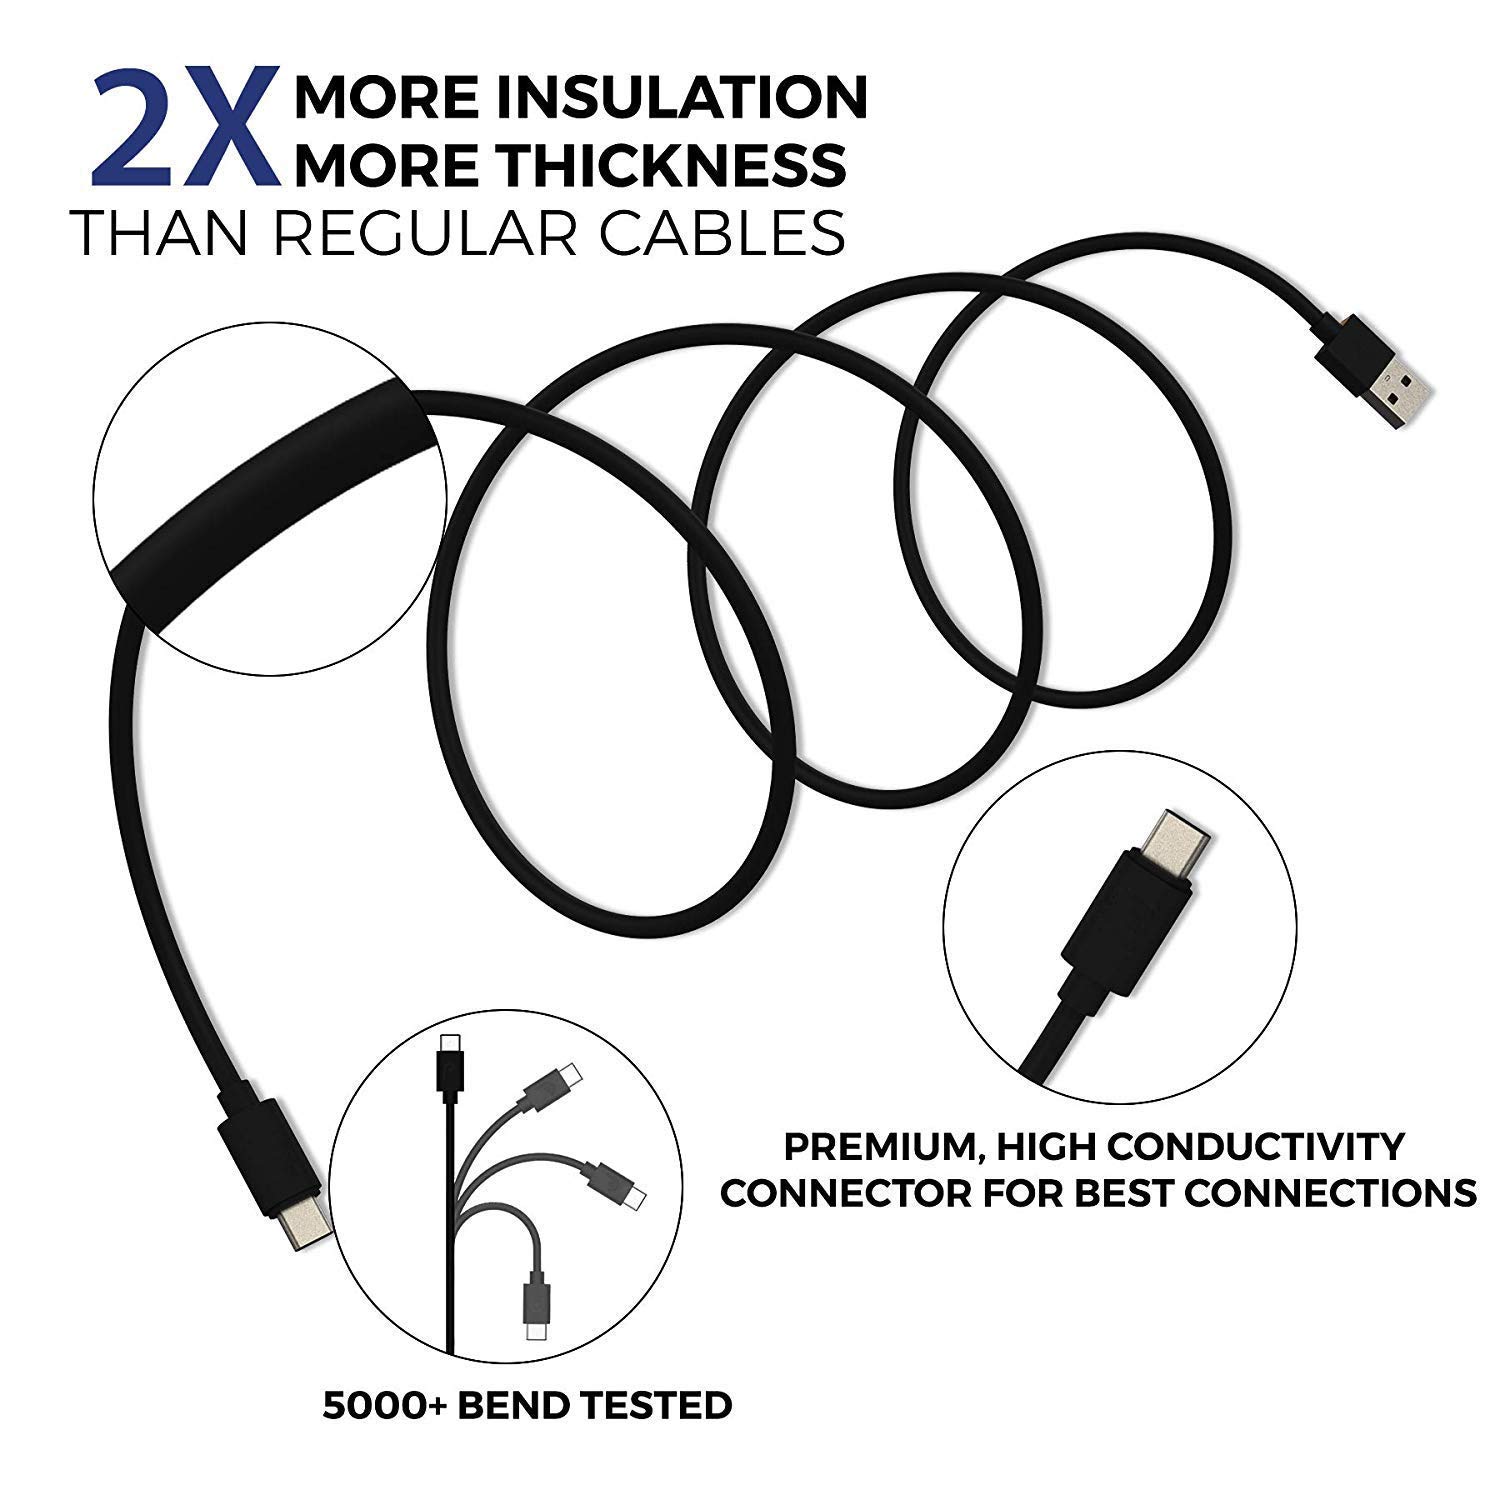 2X MORE INSULATION
MORE THICKNESS
THAN REGULAR CABLES
PREMIUM, HIGH CONDUCTIVITY
CONNECTOR FOR BEST CONNECTIONS
5000+ BEND TESTED